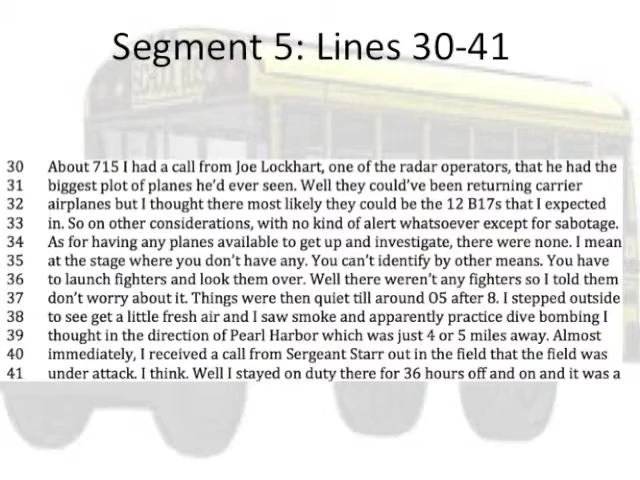 Segment 5: Lines 30-41
SCHOOL BUS
30 About 715 I had a call from Joe Lockhart, one of the radar operators, that he had the
31 biggest plot of planes he'd ever seen. Well they could've been returning carrier
32 airplanes but I thought there most likely they could be the 12 B17s that I expected
33 in. So on other considerations, with no kind of alert whatsoever except for sabotage.
34 As for having any planes available to get up and investigate, there were none. I mean
35 at the stage where you don't have any. You can't identify by other means. You have
36 to launch fighters and look them over. Well there weren't any fighters so I told them
37 don't worry about it. Things were then quiet till around 05 after 8. I stepped outside
38 to see get a little fresh air and I saw smoke and apparently practice dive bombing I
39 thought in the direction of Pearl Harbor which was just 4 or 5 miles away. Almost
40 immediately, I received a call from Sergeant Starr out in the field that the field was
41 under attack. I think. Well I stayed on duty there for 36 hours off and on and it was a